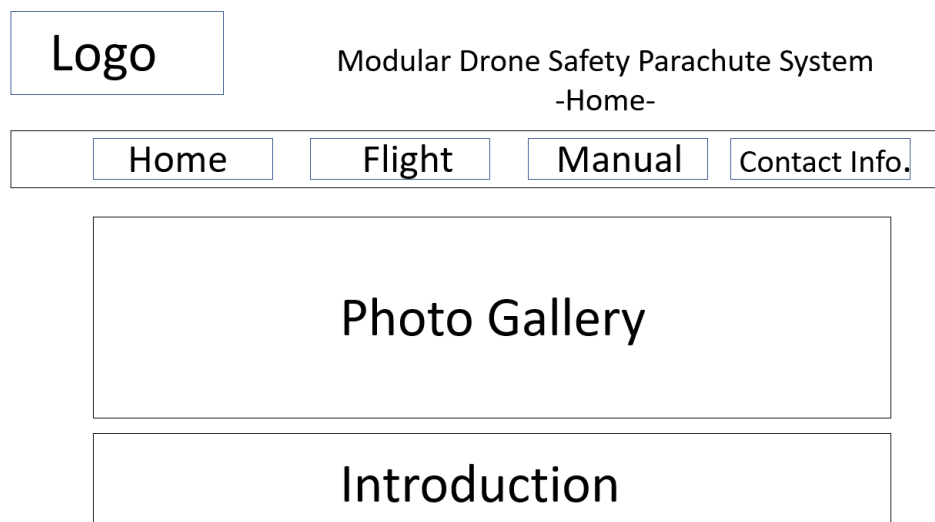 Logo
Modular Drone Safety Parachute System
-Home-
Home Flight Manual Contact Info.
Photo Gallery
Introduction